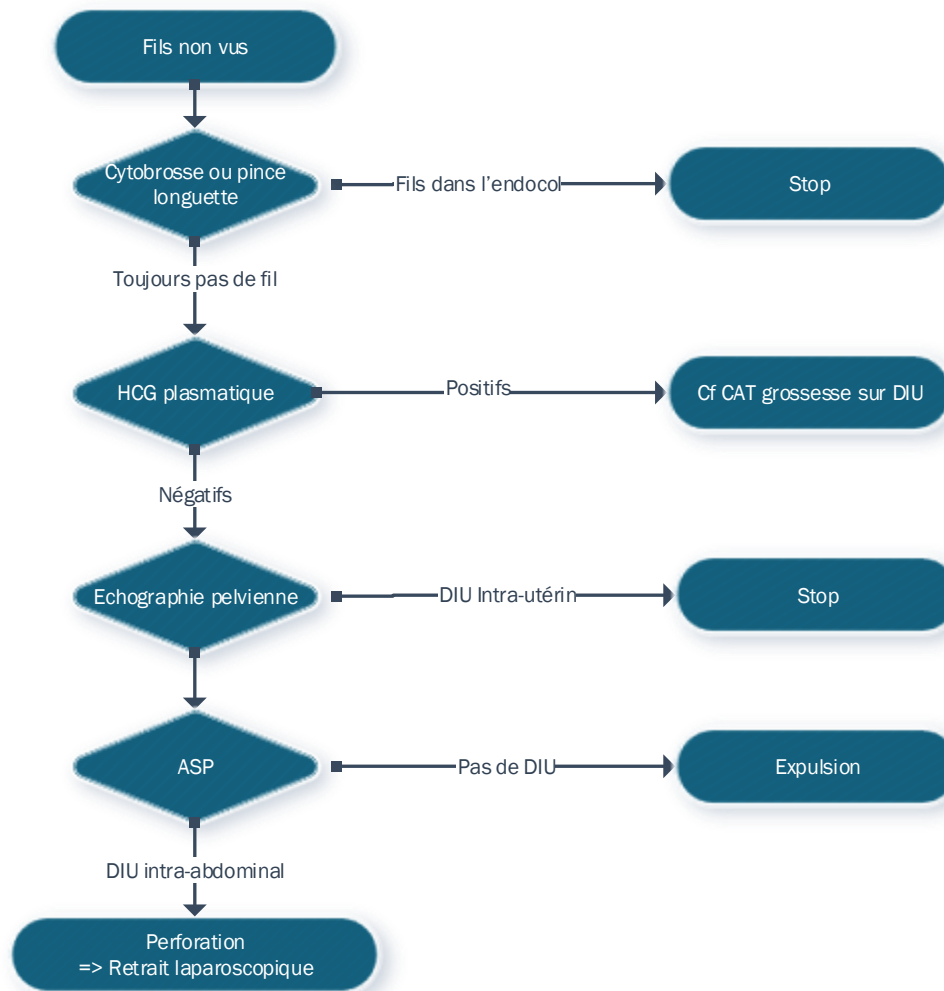 Fils non vus
Cytobrosse ou pince
longuette
Fils dans l'endocol
Stop
Toujours pas de fil
HCG plasmatique
Positifs
Cf CAT grossesse sur DIU
Négatifs
Echographie pelvienne
DIU Intra-utérin
Stop
ASP
Pas de DIU
Expulsion
DIU intra-abdominal
Perforation
=> Retrait laparoscopique